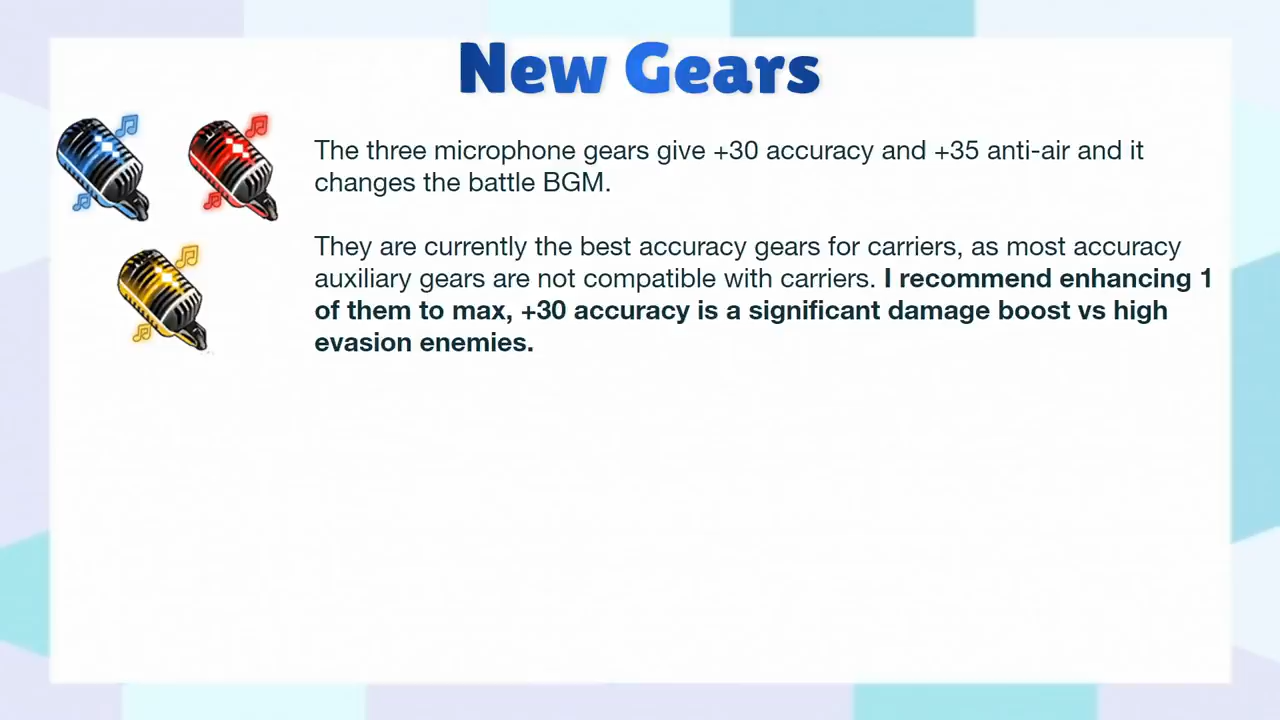 New Gears
The three microphone gears give +30 accuracy and +35 anti-air and it
changes the battle BGM.
They are currently the best accuracy gears for carriers, as most accuracy
auxiliary gears are not compatible with carriers. I recommend enhancing 1
of them to max, +30 accuracy is a significant damage boost vs high
evasion enemies.